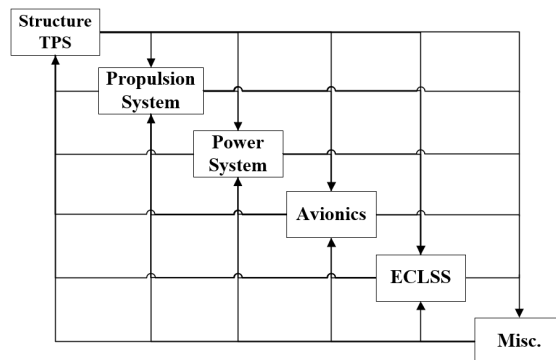 Structure
TPS
Propulsion
System
Power
System
Avionics
ECLSS
Misc.